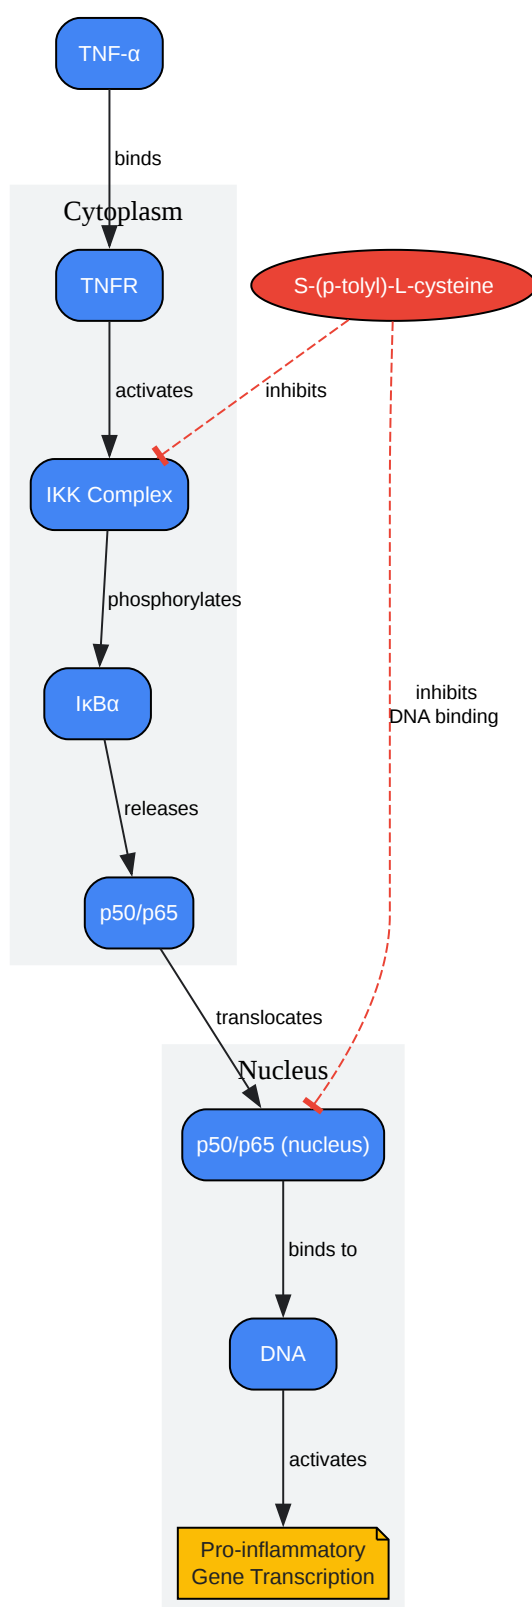 TNF-α
binds
Cytoplasm
TNFR
S-(p-tolyl)-L-cysteine
activates
inhibits
IKK Complex
phosphorylates
IκBα
inhibits
DNA binding
releases
p50/p65
translocates
Nucleus
p50/p65 (nucleus)
binds to
DNA
activates
Pro-inflammatory
Gene Transcription